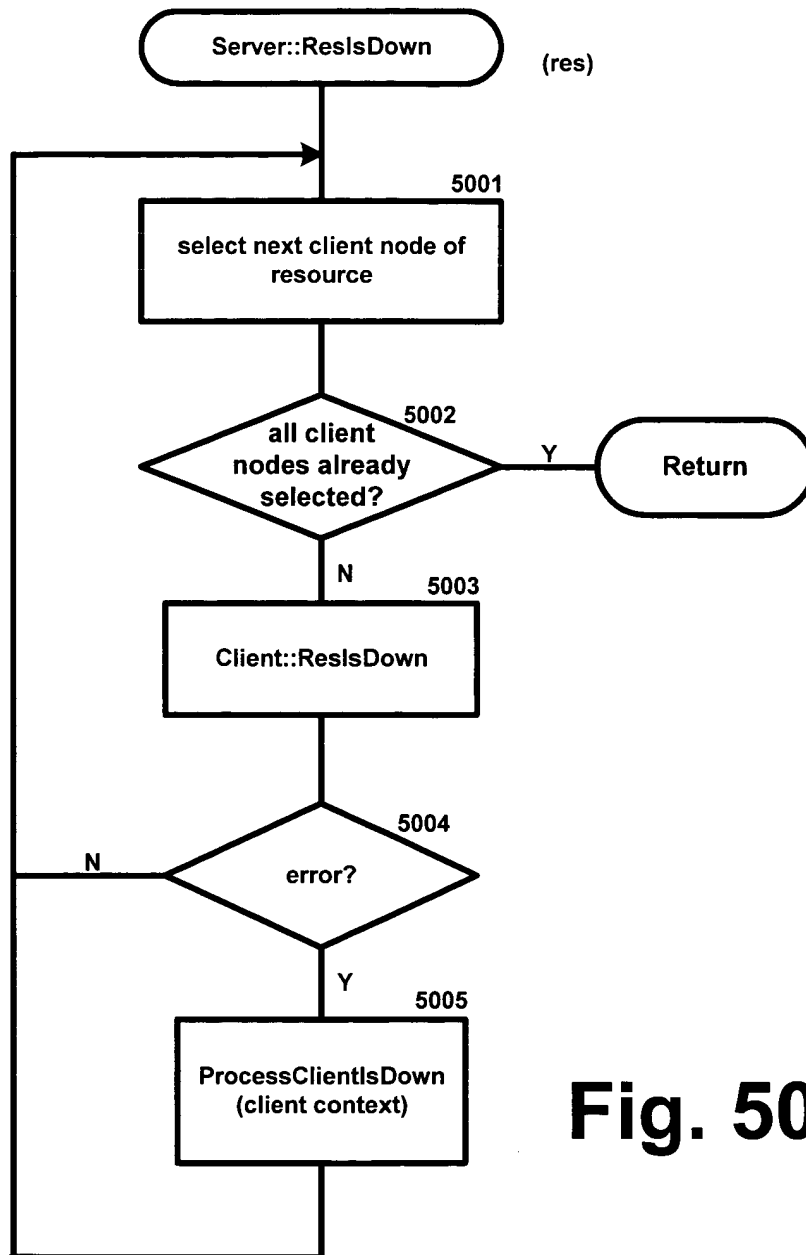 Server::ResIsDown
(res)
5001
select next client node of
resource
5002
all client
nodes already
selected?
Y
Return
N
5003
Client::ResIsDown
5004
error?
N
Y
5005
ProcessClientIsDown
(client context)
Fig. 50